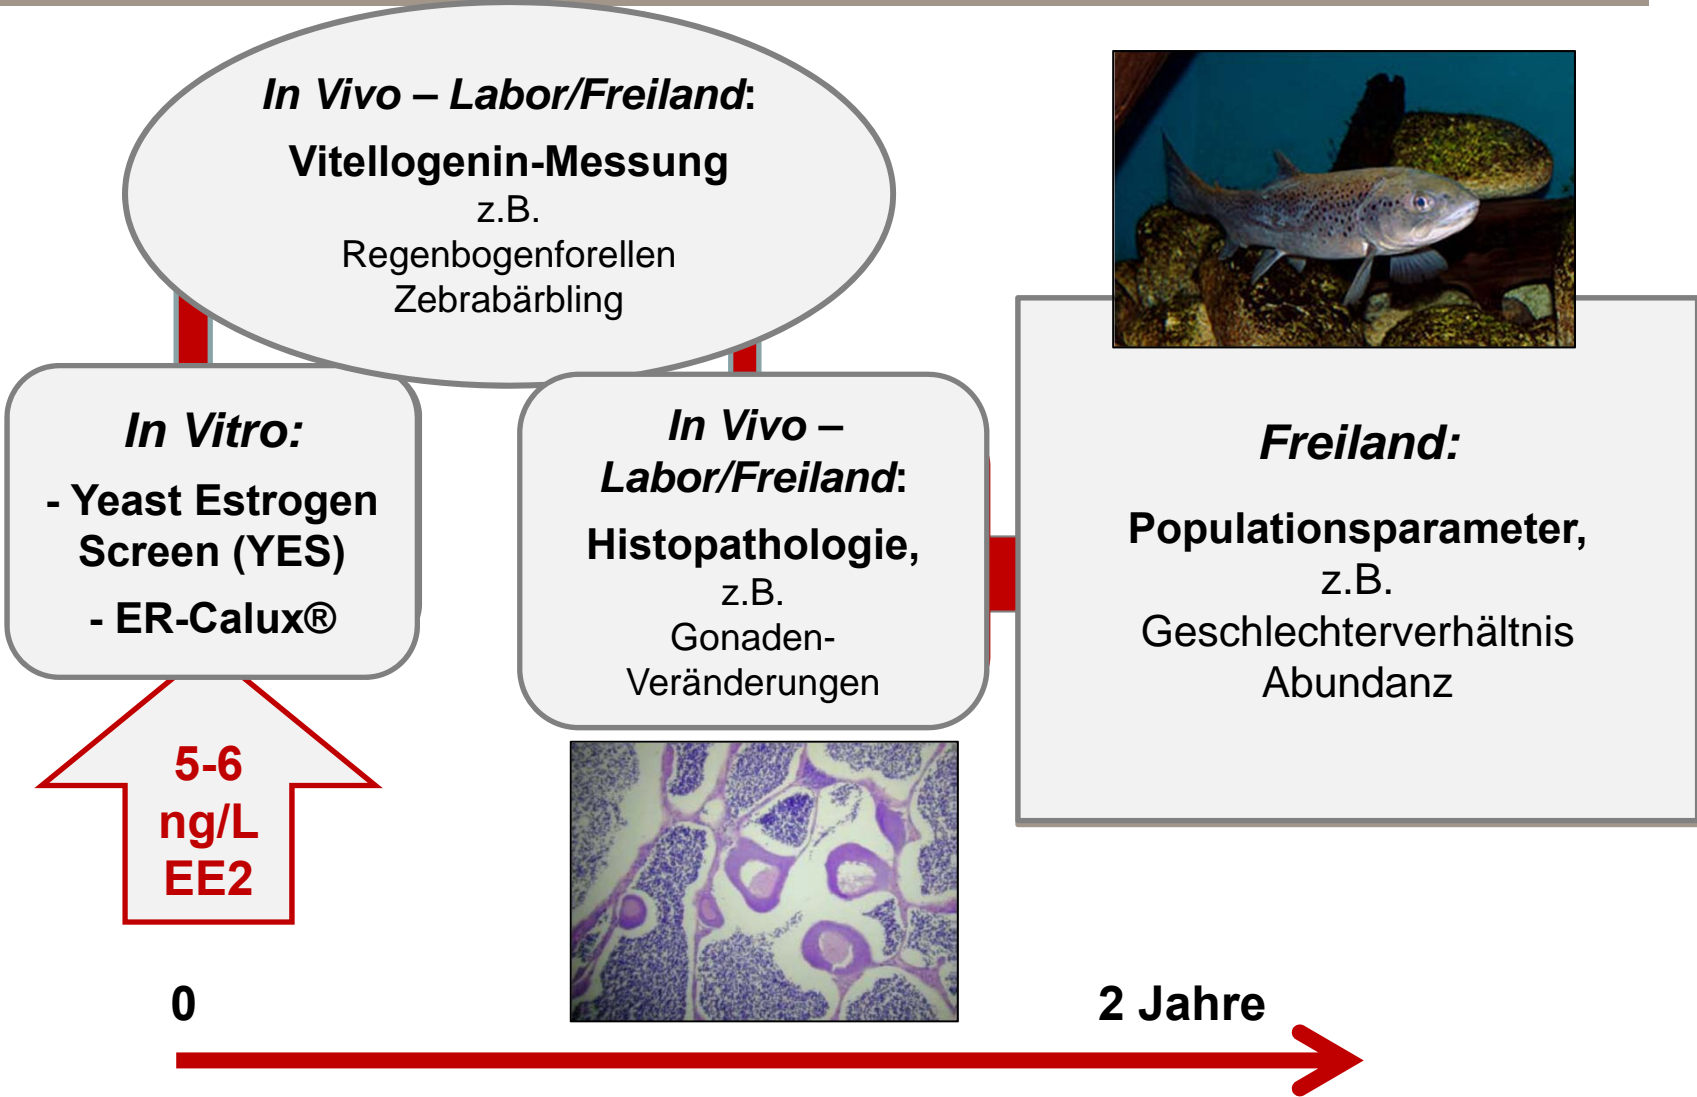 In Vivo – Labor/Freiland:
Vitellogenin-Messung
z.B.
Regenbogenforellen
Zebrabärbling
In Vitro:
- Yeast Estrogen
Screen (YES)
- ER-Calux®
In Vivo –
Labor/Freiland:
Histopathologie,
z.B.
Gonaden-
Veränderungen
Freiland:
Populationsparameter,
z.B.
Geschlechterverhältnis
Abundanz
5-6
ng/L
EE2
0
2 Jahre